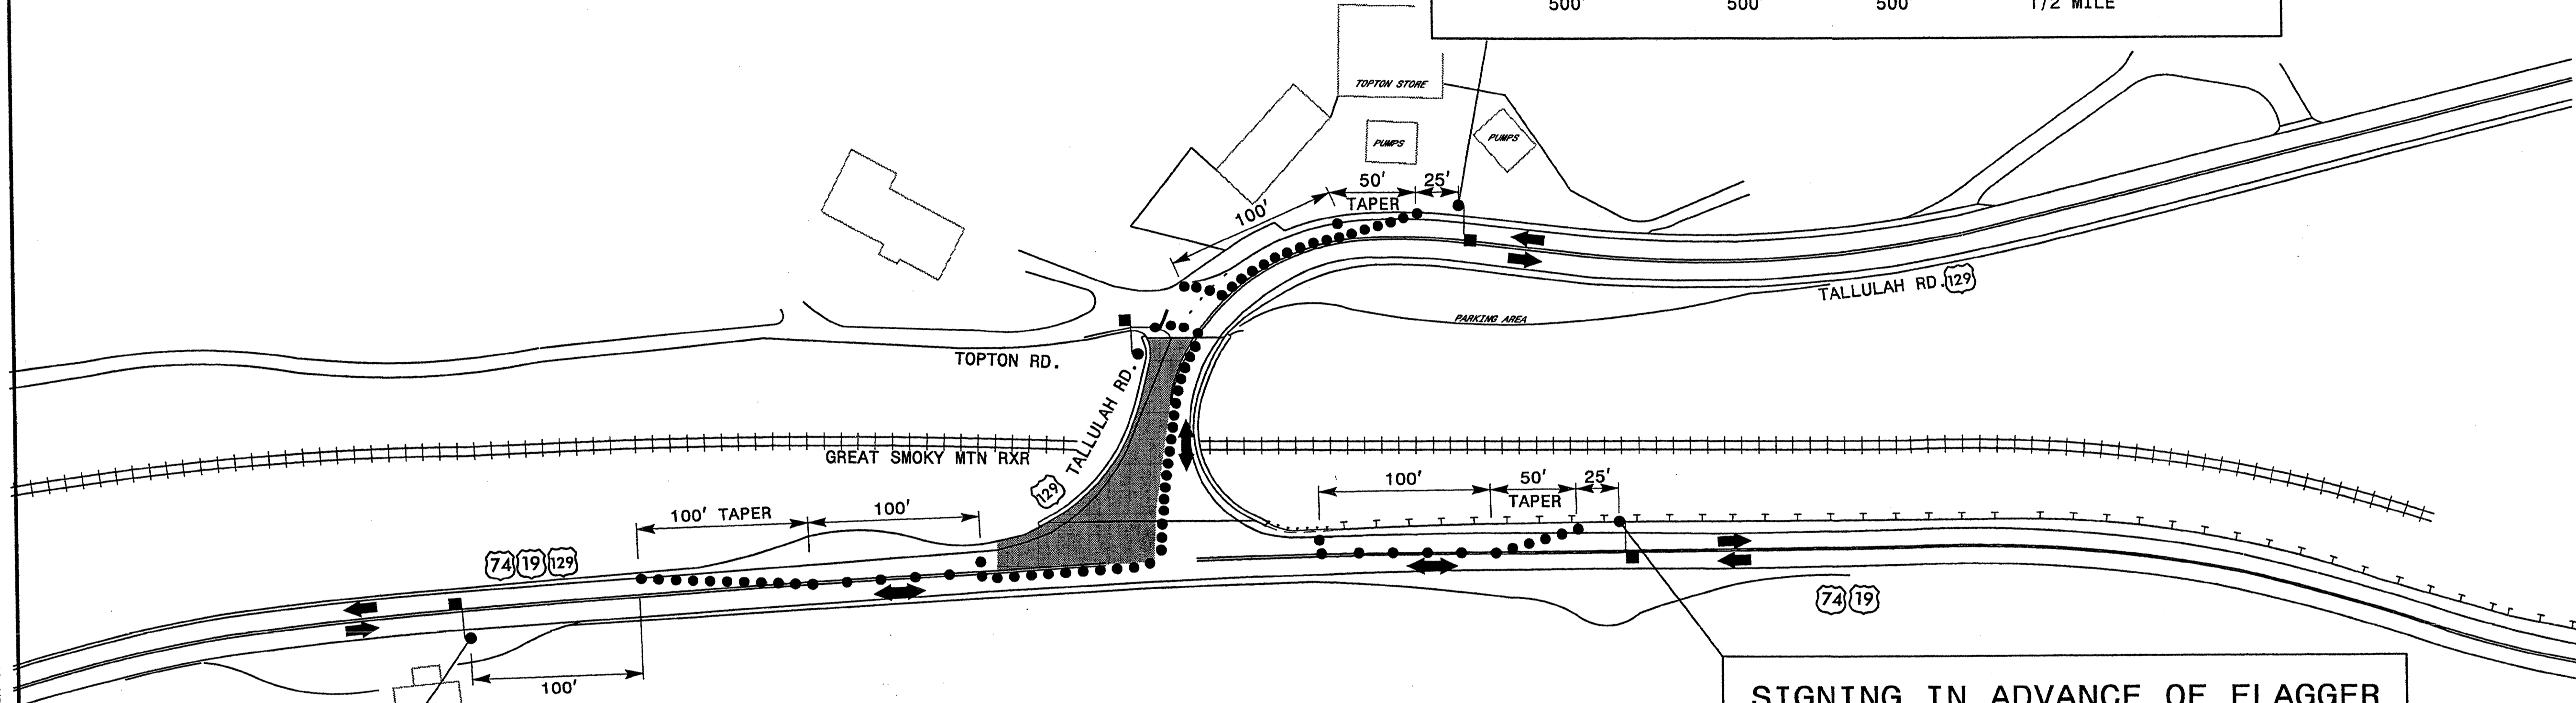 500' 500 500 1/2 MILE
TOPTON STORE
PUMPS
PUMPS
50' 25'
TAPER
100'
TALLULAH RD. 129
PARKING AREA
TOPTON RD.
129 TALLULAH RD.
GREAT SMOKY MTN RXR
100' 50' 25'
TAPER
100' TAPER 100'
74 19 129
74 19
100'
SIGNING IN ADVANCE OF FLAGGER